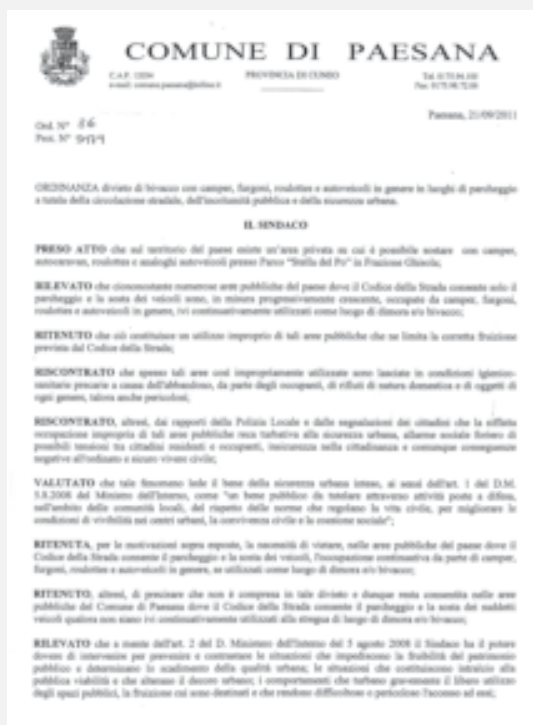 COMUNE DI PAESANA
C.A.P. 12034 PROVINCIA DI CUNEO Tel. 0175.94.105
Paesana, 21/09/2011
Ord. N° 86
Prot. N°
ORDINANZA divieto di bivacco con camper, furgoni, roulottes e autoveicoli in genere in luoghi di parcheggio
a tutela della circolazione stradale, dell'incolumità pubblica e della sicurezza urbana.
IL SINDACO
PRESO ATTO che sul territorio del paese esiste un'area privata su cui è possibile sostare con camper,
autocaravan, roulottes e analoghi autoveicoli presso Parco "Stella del Po" in Frazione Ghisola;
RILEVATO che ciononostante numerose aree pubbliche del paese dove il Codice della Strada consente solo il
parcheggio e la sosta dei veicoli sono, in misura progressivamente crescente, occupate da camper, furgoni,
roulottes e autoveicoli in genere, ivi continuativamente utilizzati come luogo di dimora e/o bivacco;
RITENUTO che ciò costituisce un utilizzo improprio di tali aree pubbliche che ne limita la corretta fruizione
prevista dal Codice della Strada;
RISCONTRATO che spesso tali aree così impropriamente utilizzate sono lasciate in condizioni igienico-
sanitarie precarie a causa dell'abbandono, da parte degli occupanti, di rifiuti di natura domestica e di oggetti di
ogni genere, talora anche pericolosi;
RISCONTRATO, altresì, dai rapporti della Polizia Locale e dalle segnalazioni dei cittadini che la siffatta
occupazione impropria di tali aree pubbliche reca turbativa alla sicurezza urbana, allarme sociale foriero di
possibili tensioni tra cittadini residenti e occupanti, insicurezza nella cittadinanza e comunque conseguenze
negative all'ordinato e sicuro vivere civile;
VALUTATO che tale fenomeno lede il bene della sicurezza urbana inteso, ai sensi dell'art. 1 del D.M.
5.8.2008 del Ministro dell'Interno, come "un bene pubblico da tutelare attraverso attività poste a difesa,
nell'ambito delle comunità locali, del rispetto delle norme che regolano la vita civile, per migliorare le
condizioni di vivibilità nei centri urbani, la convivenza civile e la coesione sociale";
RITENUTA, per le motivazioni sopra esposte, la necessità di vietare, nelle aree pubbliche del paese dove il
Codice della Strada consente il parcheggio e la sosta dei veicoli, l'occupazione continuativa da parte di camper,
furgoni, roulottes e autoveicoli in genere, se utilizzati come luogo di dimora e/o bivacco;
RITENUTO, altresì, di precisare che non è compresa in tale divieto e dunque resta consentita nelle aree
pubbliche del Comune di Paesana dove il Codice della Strada consente il parcheggio e la sosta dei suddetti
veicoli qualora non siano ivi continuativamente utilizzati alla stregua di luogo di dimora e/o bivacco;
RILEVATO che a mente dell'art. 2 del D. Ministero dell'Interno del 5 agosto 2008 il Sindaco ha il potere
dovere di intervenire per prevenire e contrastare le situazioni che impediscono la fruibilità del patrimonio
pubblico e determinano lo scadimento della qualità urbana; le situazioni che costituiscono intralcio alla
pubblica viabilità e che alterano il decoro urbano; i comportamenti che turbano gravemente il libero utilizzo
degli spazi pubblici, la fruizione cui sono destinati e che rendono difficoltoso o pericoloso l'accesso ad essi;